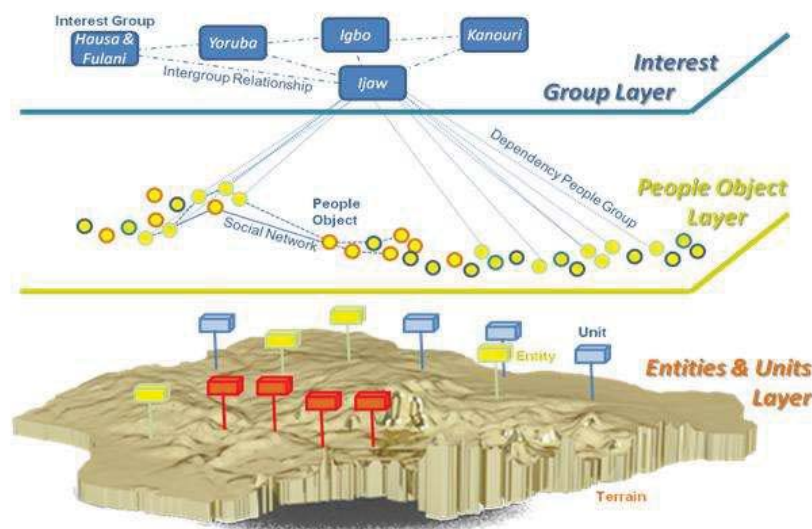 Interest Group
Hausa &
Fulani
Yoruba
Igbo
Kanouri
Ijaw
Intergroup Relationship
Interest
Group Layer
Dependency People Group
People
Object
Social Network
People Object
Layer
Unit
Entity
Entities & Units
Layer
Terrain